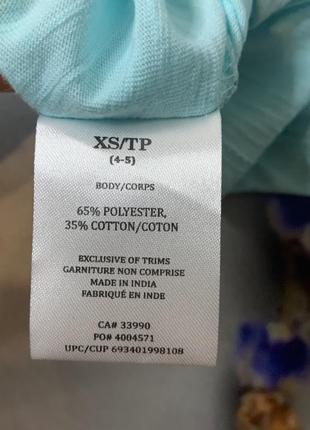 XS/TP
(4-5)
BODY/CORPS
65% POLYESTER,
35% COTTON/COTON
EXCLUSIVE OF TRIMS
GARNITURE NON COMPRISE
MADE IN INDIA
FABRIQUÉ EN INDE
CA# 33990
PO# 4004571
UPC/CUP 693401998108